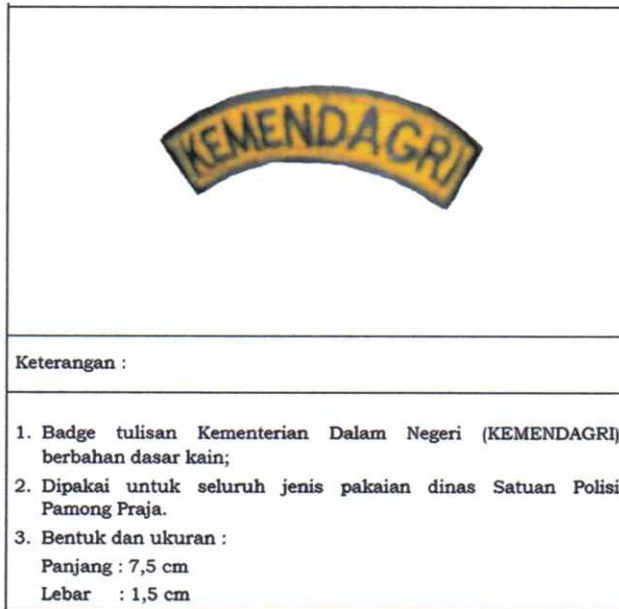 KEMENDAGRI
Keterangan :
1. Badge tulisan Kementerian Dalam Negeri (KEMENDAGRI)
berbahan dasar kain;
2. Dipakai untuk seluruh jenis pakaian dinas Satuan Polisi
Pamong Praja.
3. Bentuk dan ukuran :
Panjang : 7,5 cm
Lebar : 1,5 cm